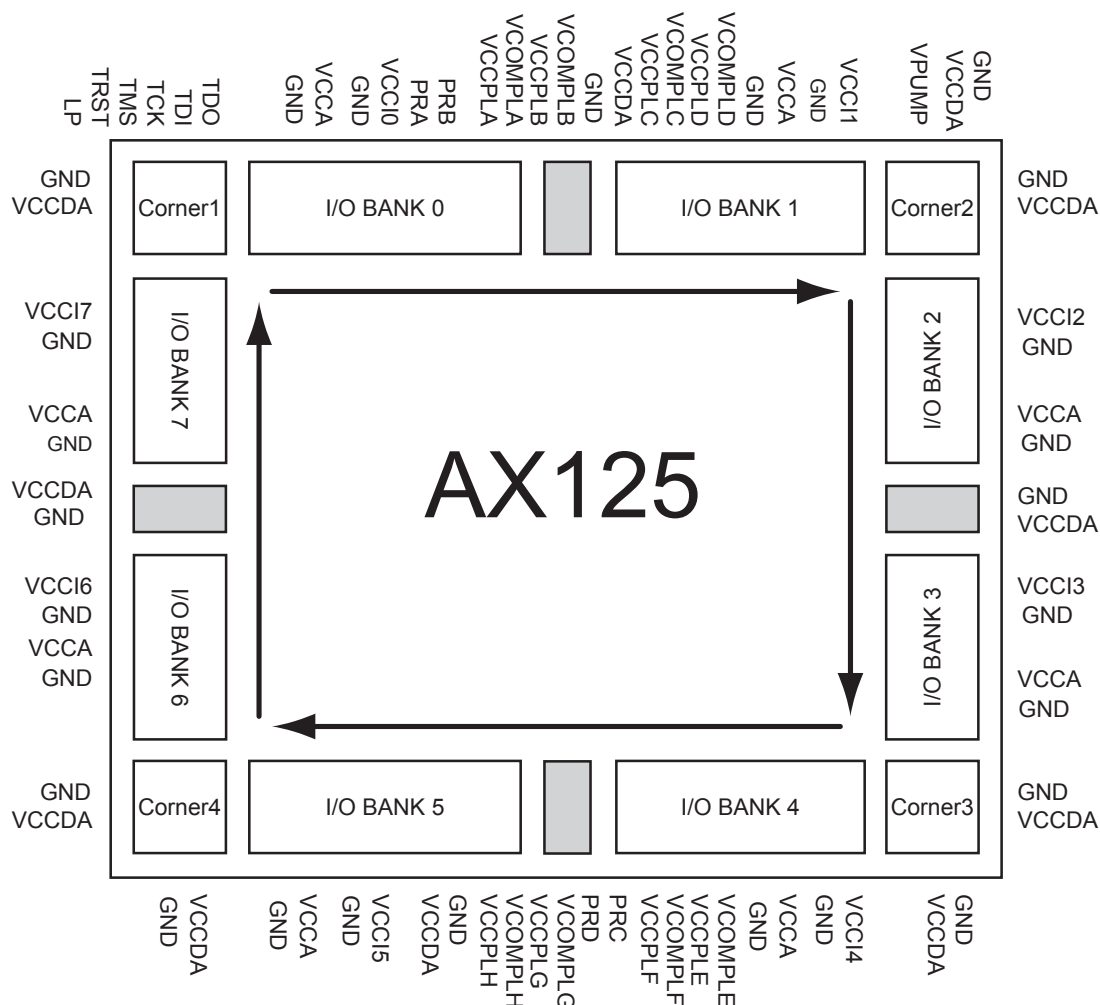 LP
TRST
TMS
TCK
TDI
TDO
GND
VCCA
GND
VCCI0
PRA
PRB
VCCPLA
VCOMPLA
VCCPLB
VCOMPLB
GND
VCCDA
VCCPLC
VCOMPLC
VCCPLD
VCOMPLD
GND
VCCA
GND
VCCI1
VPUMP
VCCDA
GND
GND
VCCDA
Corner1
I/O BANK 0
I/O BANK 1
Corner2
GND
VCCDA
VCCI7
GND
VCCA
GND
I/O BANK 7
I/O BANK 2
VCCI2
GND
VCCA
GND
VCCDA
GND
AX125
GND
VCCDA
VCCI6
GND
VCCA
GND
I/O BANK 6
I/O BANK 3
VCCI3
GND
VCCA
GND
GND
VCCDA
Corner4
I/O BANK 5
I/O BANK 4
Corner3
GND
VCCDA
GND
VCCDA
GND
VCCA
GND
VCCI5
VCCDA
GND
VCCPLH
VCOMPLH
VCCPLG
VCOMPLG
PRD
PRC
VCCPLF
VCOMPLF
VCCPLE
VCOMPLE
GND
VCCA
GND
VCCI4
VCCDA
GND